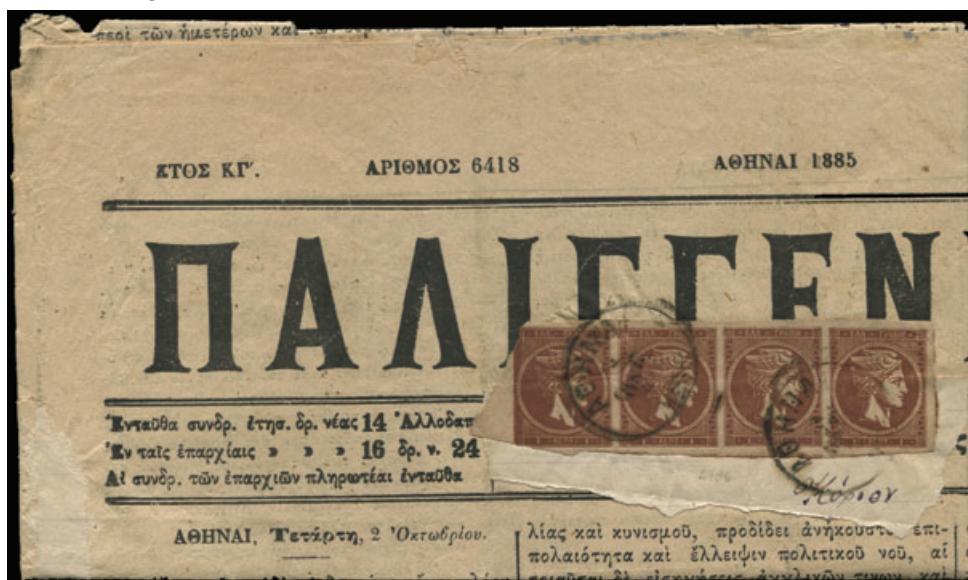 περὶ τῶν ἡμετέρων καὶ
ΕΤΟΣ ΚΓʹ. ΑΡΙΘΜΟΣ 6418 ΑΘΗΝΑΙ 1885
ΠΑΛΙΓΓΕΝ
Ἐνταῦθα συνδρ. ἐτησ. δρ. νέας 14 Ἀλλοδαπ
Ἐν ταῖς ἐπαρχίαις » » » 16 δρ. ν. 24
Αἱ συνδρ. τῶν ἐπαρχιῶν πληρωτέαι ἐνταῦθα
Κύριον
ΑΘΗΝΑΙ, Τετάρτη, 2 Ὀκτωβρίου.
λίας καὶ κυνισμοῦ, προδίδει ἀνήκουστο ἐπι-
πολαιότητα καὶ ἔλλειψιν πολιτικοῦ νοῦ, αἱ